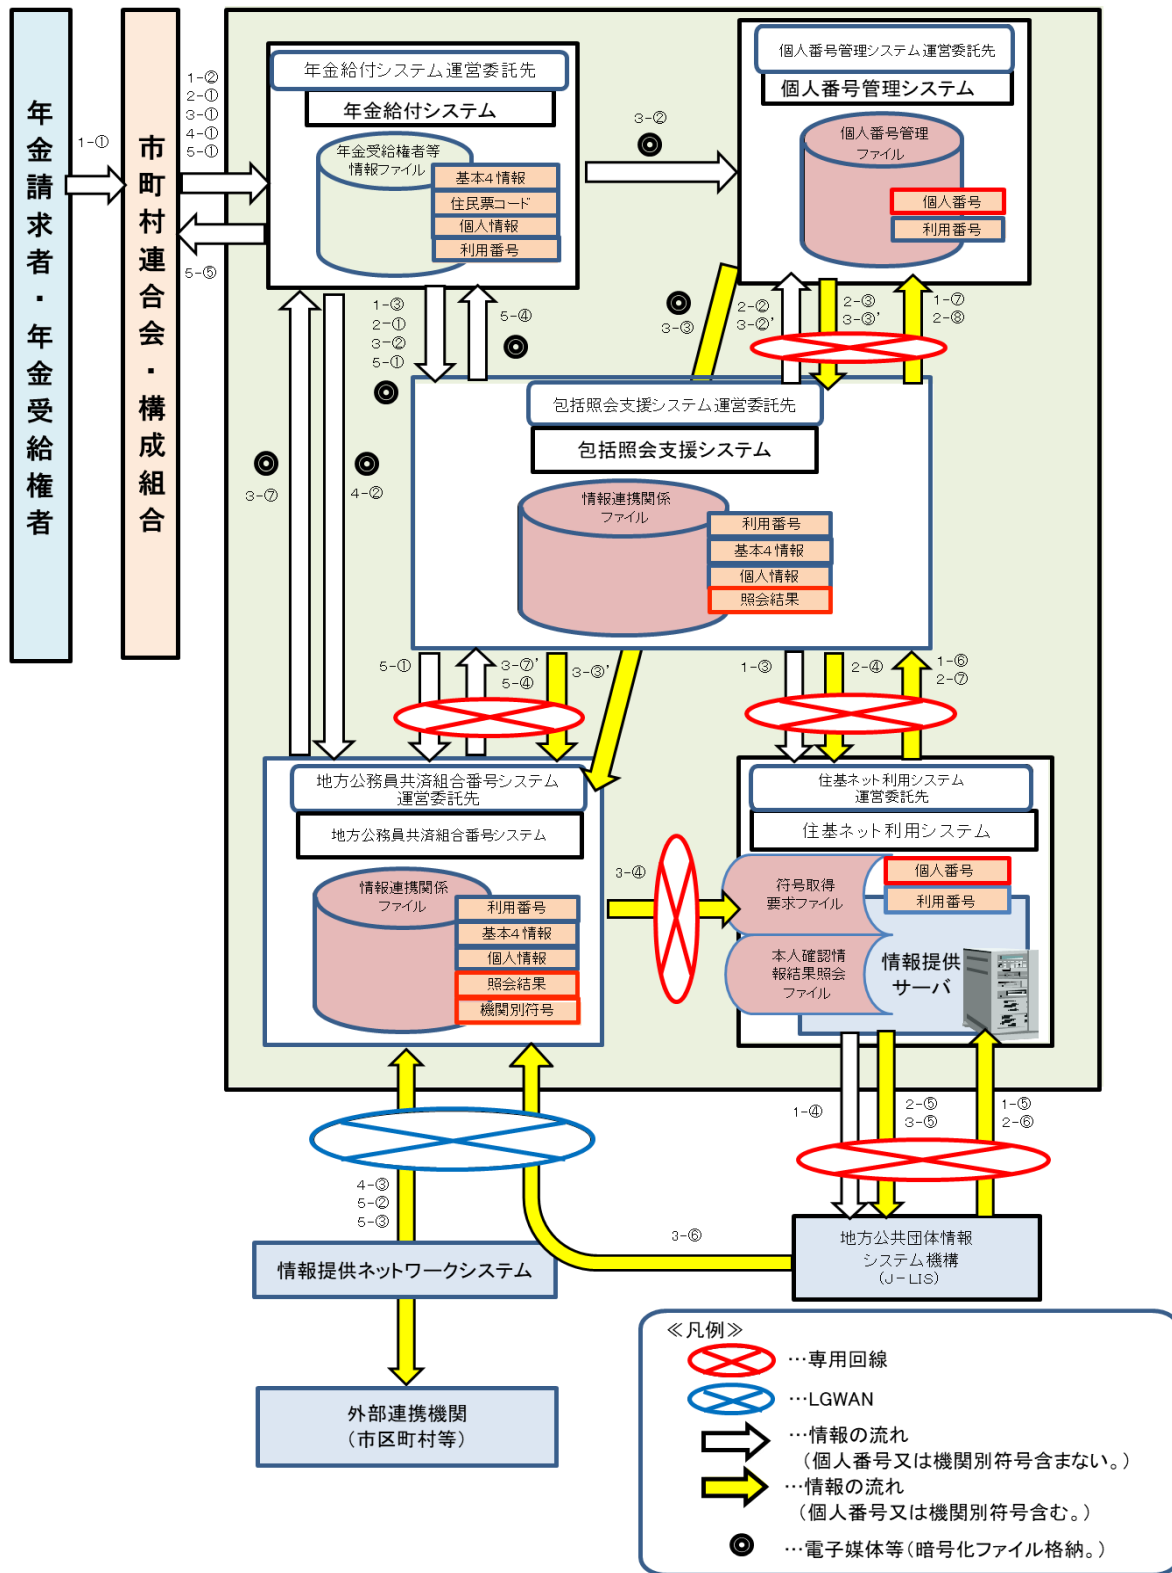 年金請求者・年金受給権者
1-①
市町村連合会・構成組合
1-②
2-①
3-①
4-①
5-①
5-⑤
年金給付システム運営委託先
年金給付システム
年金受給権者等
情報ファイル
基本4情報
住民票コード
個人情報
利用番号
3-②
個人番号管理システム運営委託先
個人番号管理システム
個人番号管理
ファイル
個人番号
利用番号
1-③
2-①
3-②
5-①
5-④
3-③
2-②
3-②’
2-③
3-③’
1-⑦
2-⑧
3-⑦
4-②
包括照会支援システム運営委託先
包括照会支援システム
情報連携関係
ファイル
利用番号
基本4情報
個人情報
照会結果
5-①
3-⑦’
5-④
3-③’
1-③
2-④
1-⑥
2-⑦
地方公務員共済組合番号システム
運営委託先
地方公務員共済組合番号システム
情報連携関係
ファイル
利用番号
基本4情報
個人情報
照会結果
機関別符号
3-④
住基ネット利用システム
運営委託先
住基ネット利用システム
符号取得
要求ファイル
個人番号
利用番号
本人確認情
報結果照会
ファイル
情報提供
サーバ
1-④
2-⑤
3-⑤
1-⑤
2-⑥
4-③
5-②
5-③
3-⑥
情報提供ネットワークシステム
地方公共団体情報
システム機構
(J-LIS)
外部連携機関
(市区町村等)
≪凡例≫
…専用回線
…LGWAN
…情報の流れ
(個人番号又は機関別符号含まない。)
…情報の流れ
(個人番号又は機関別符号含む。)
…電子媒体等(暗号化ファイル格納。)